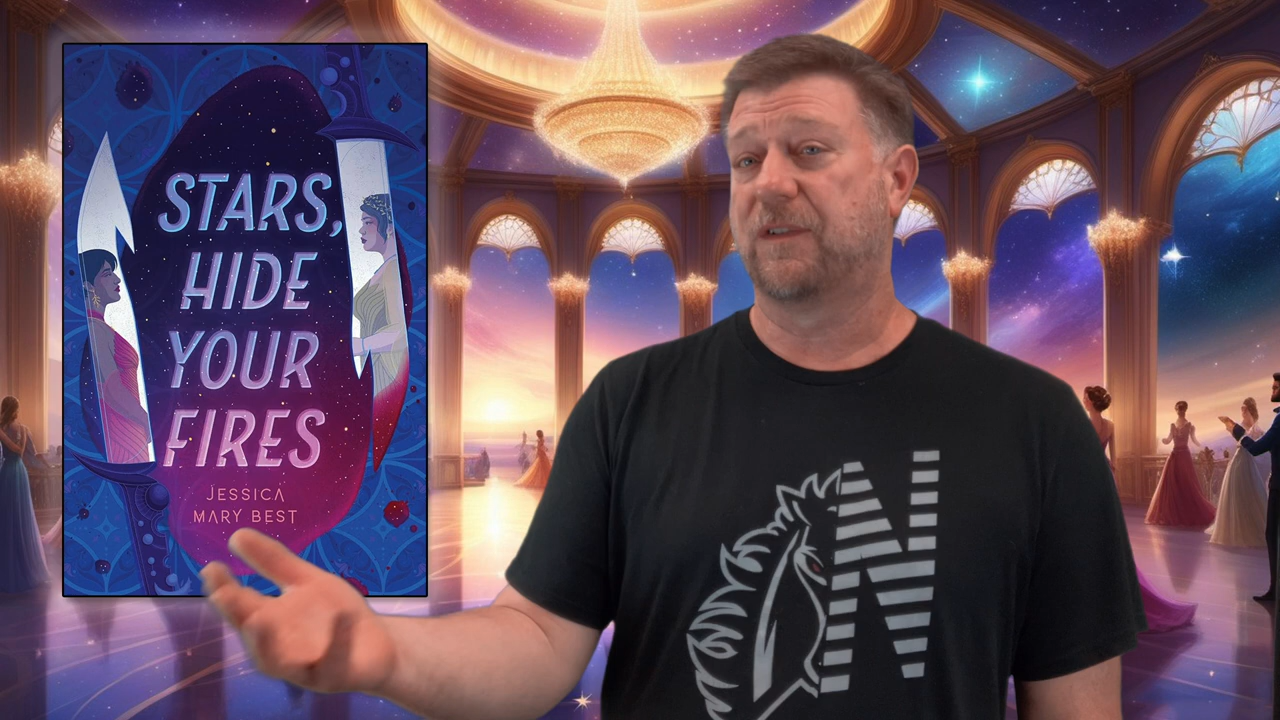 STARS,
HIDE
YOUR
FIRES
JESSICA
MARY BEST
N